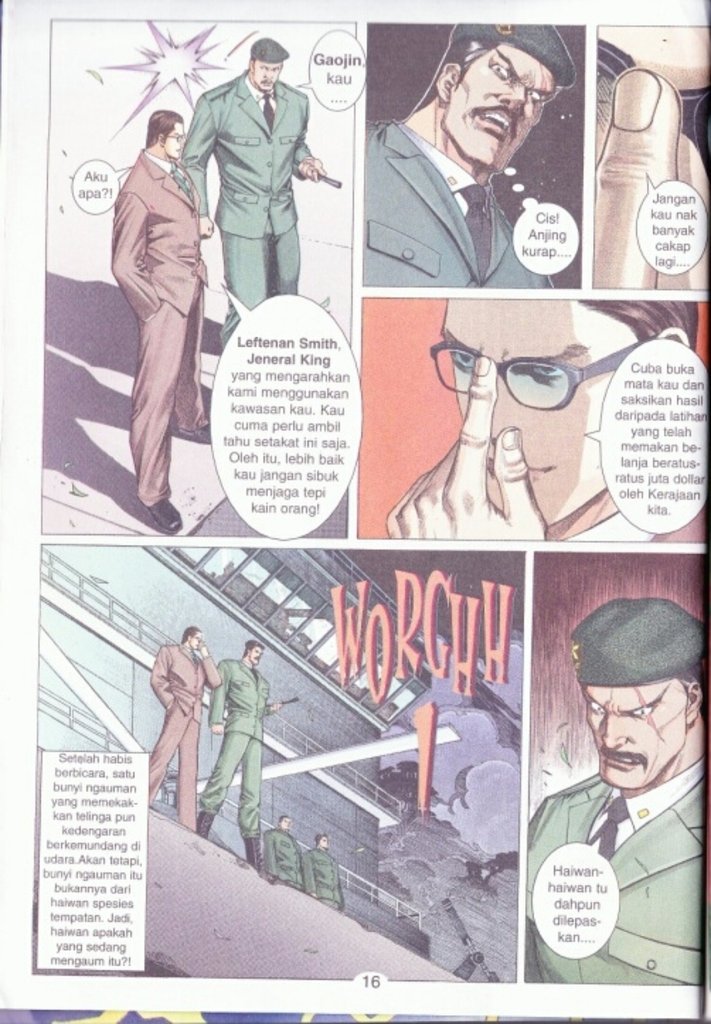 Gaojin,
kau
....
Aku
apa?!
Leftenan Smith,
Jeneral King
yang mengarahkan
kami menggunakan
kawasan kau. Kau
cuma perlu ambil
tahu setakat ini saja.
Oleh itu, lebih baik
kau jangan sibuk
menjaga tepi
kain orang!
Cis!
Anjing
kurap....
Jangan
kau nak
banyak
cakap
lagi....
Cuba buka
mata kau dan
saksikan hasil
daripada latihan
yang telah
memakan be-
lanja beratus-
ratus juta dollar
oleh Kerajaan
kita.
WORGHH
!
Setelah habis
berbicara, satu
bunyi ngauman
yang memekak-
kan telinga pun
kedengaran
berkemundang di
udara.Akan tetapi,
bunyi ngauman itu
bukannya dari
haiwan spesies
tempatan. Jadi,
haiwan apakah
yang sedang
mengaum itu?!
Haiwan-
haiwan tu
dahpun
dilepas-
kan....
16